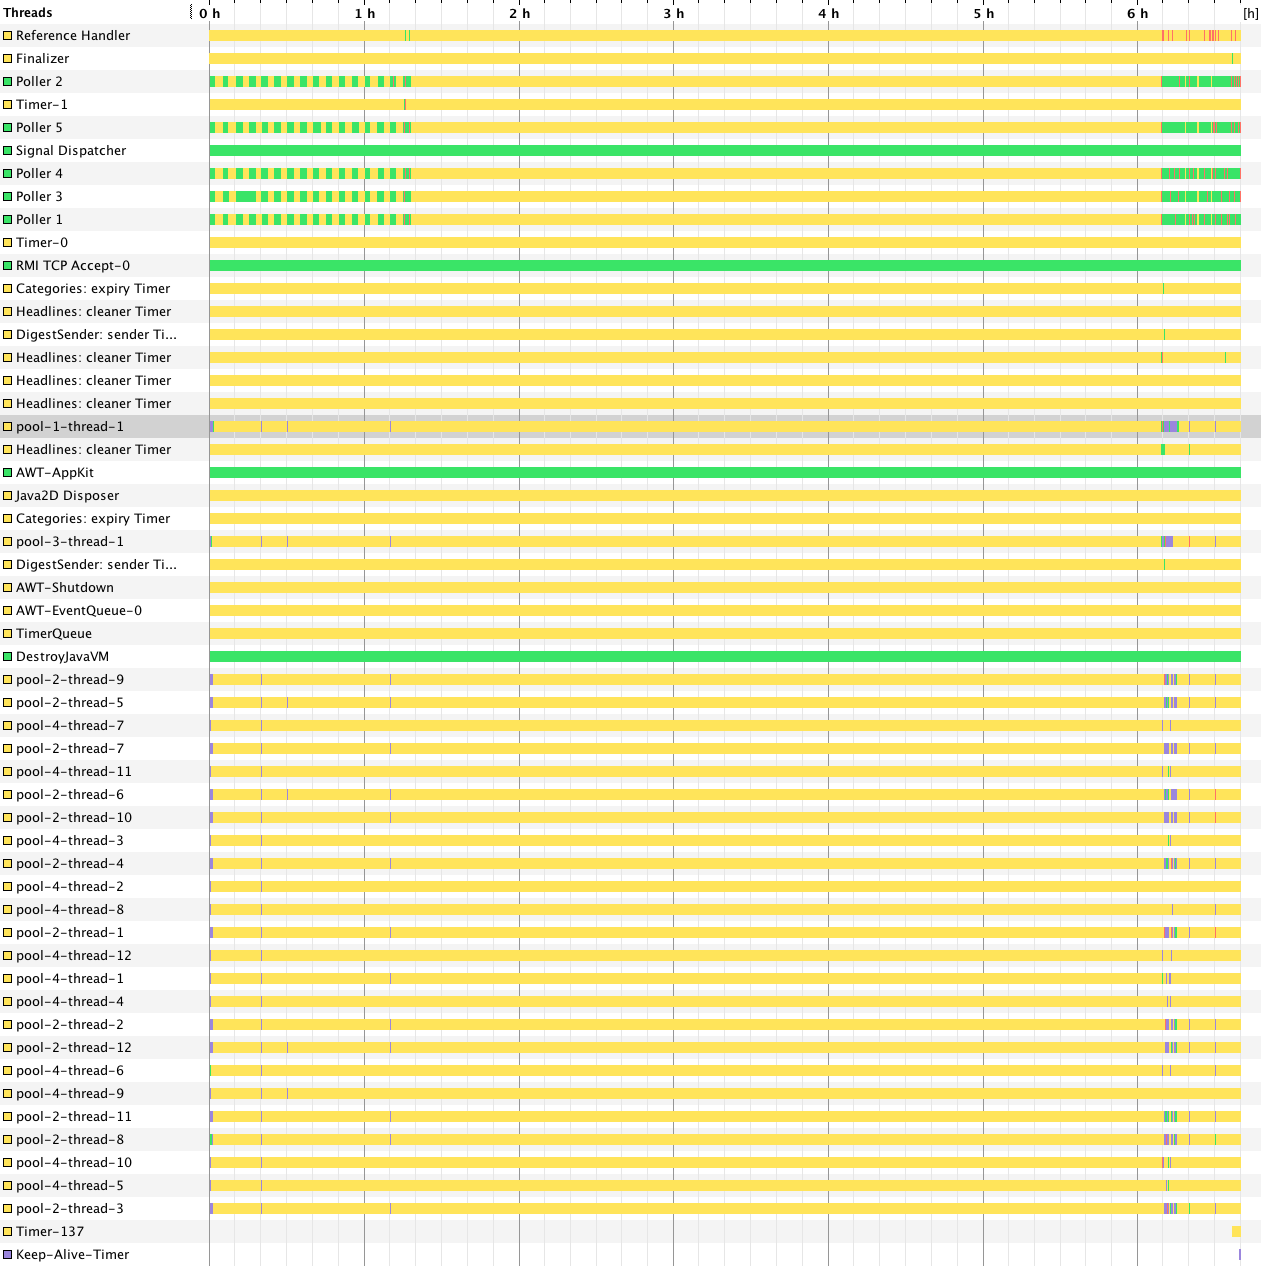 Threads 0 h 1 h 2 h 3 h 4 h 5 h 6 h [h]
Reference Handler
Finalizer
Poller 2
Timer-1
Poller 5
Signal Dispatcher
Poller 4
Poller 3
Poller 1
Timer-0
RMI TCP Accept-0
Categories: expiry Timer
Headlines: cleaner Timer
DigestSender: sender Ti...
Headlines: cleaner Timer
Headlines: cleaner Timer
Headlines: cleaner Timer
pool-1-thread-1
Headlines: cleaner Timer
AWT-AppKit
Java2D Disposer
Categories: expiry Timer
pool-3-thread-1
DigestSender: sender Ti...
AWT-Shutdown
AWT-EventQueue-0
TimerQueue
DestroyJavaVM
pool-2-thread-9
pool-2-thread-5
pool-4-thread-7
pool-2-thread-7
pool-4-thread-11
pool-2-thread-6
pool-2-thread-10
pool-4-thread-3
pool-2-thread-4
pool-4-thread-2
pool-4-thread-8
pool-2-thread-1
pool-4-thread-12
pool-4-thread-1
pool-4-thread-4
pool-2-thread-2
pool-2-thread-12
pool-4-thread-6
pool-4-thread-9
pool-2-thread-11
pool-2-thread-8
pool-4-thread-10
pool-4-thread-5
pool-2-thread-3
Timer-137
Keep-Alive-Timer